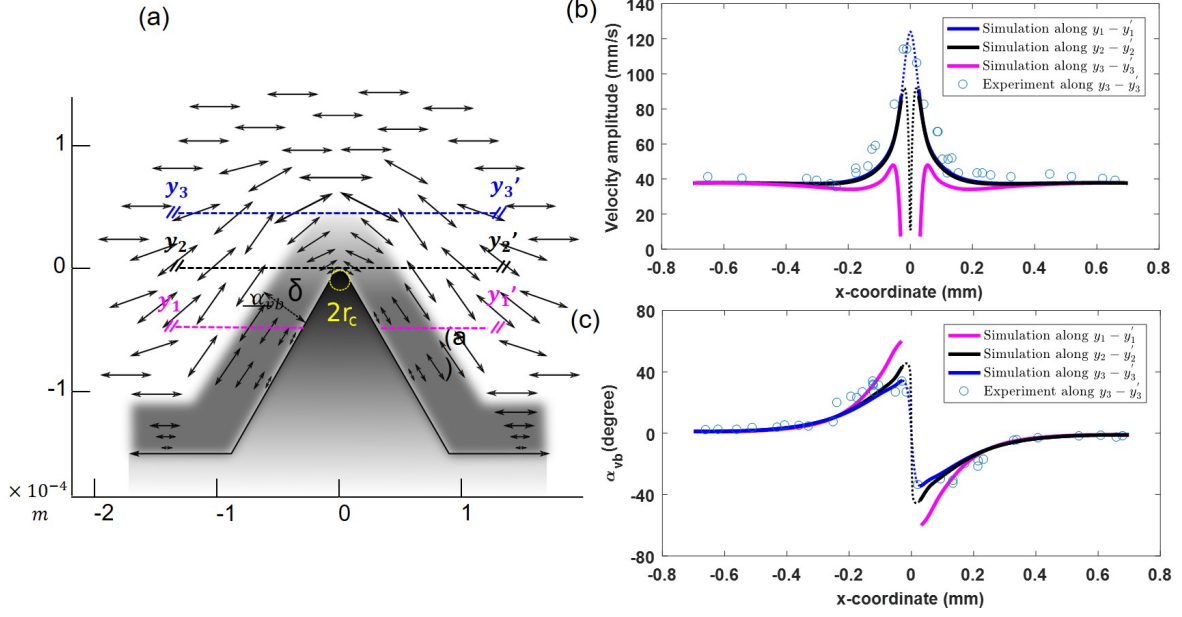 (a)
y₃
y₃'
y₂
y₂'
y₁
y₁'
α_vb
δ
2r_c
(a
)
1
0
-1
× 10⁻⁴
m
-2
-1
0
1
(b)
Velocity amplitude (mm/s)
140
120
100
80
60
40
20
0
Simulation along y₁ − y₁'
Simulation along y₂ − y₂'
Simulation along y₃ − y₃'
Experiment along y₃ − y₃'
-0.8
-0.6
-0.4
-0.2
0
0.2
0.4
0.6
0.8
x-coordinate (mm)
(c)
α_vb(degree)
80
40
0
-40
-80
Simulation along y₁ − y₁'
Simulation along y₂ − y₂'
Simulation along y₃ − y₃'
Experiment along y₃ − y₃'
-0.8
-0.6
-0.4
-0.2
0
0.2
0.4
0.6
0.8
x-coordinate (mm)